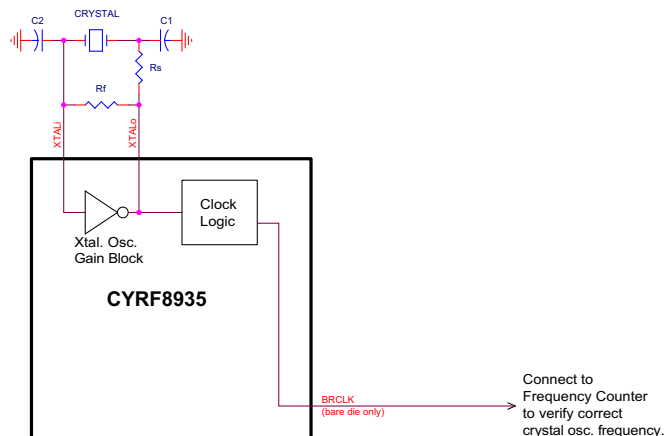 CRYSTAL
C2
C1
Rs
Rf
XTALi
XTALo
Clock
Logic
Xtal. Osc.
Gain Block
CYRF8935
BRCLK
(bare die only)
Connect to
Frequency Counter
to verify correct
crystal osc. frequency.